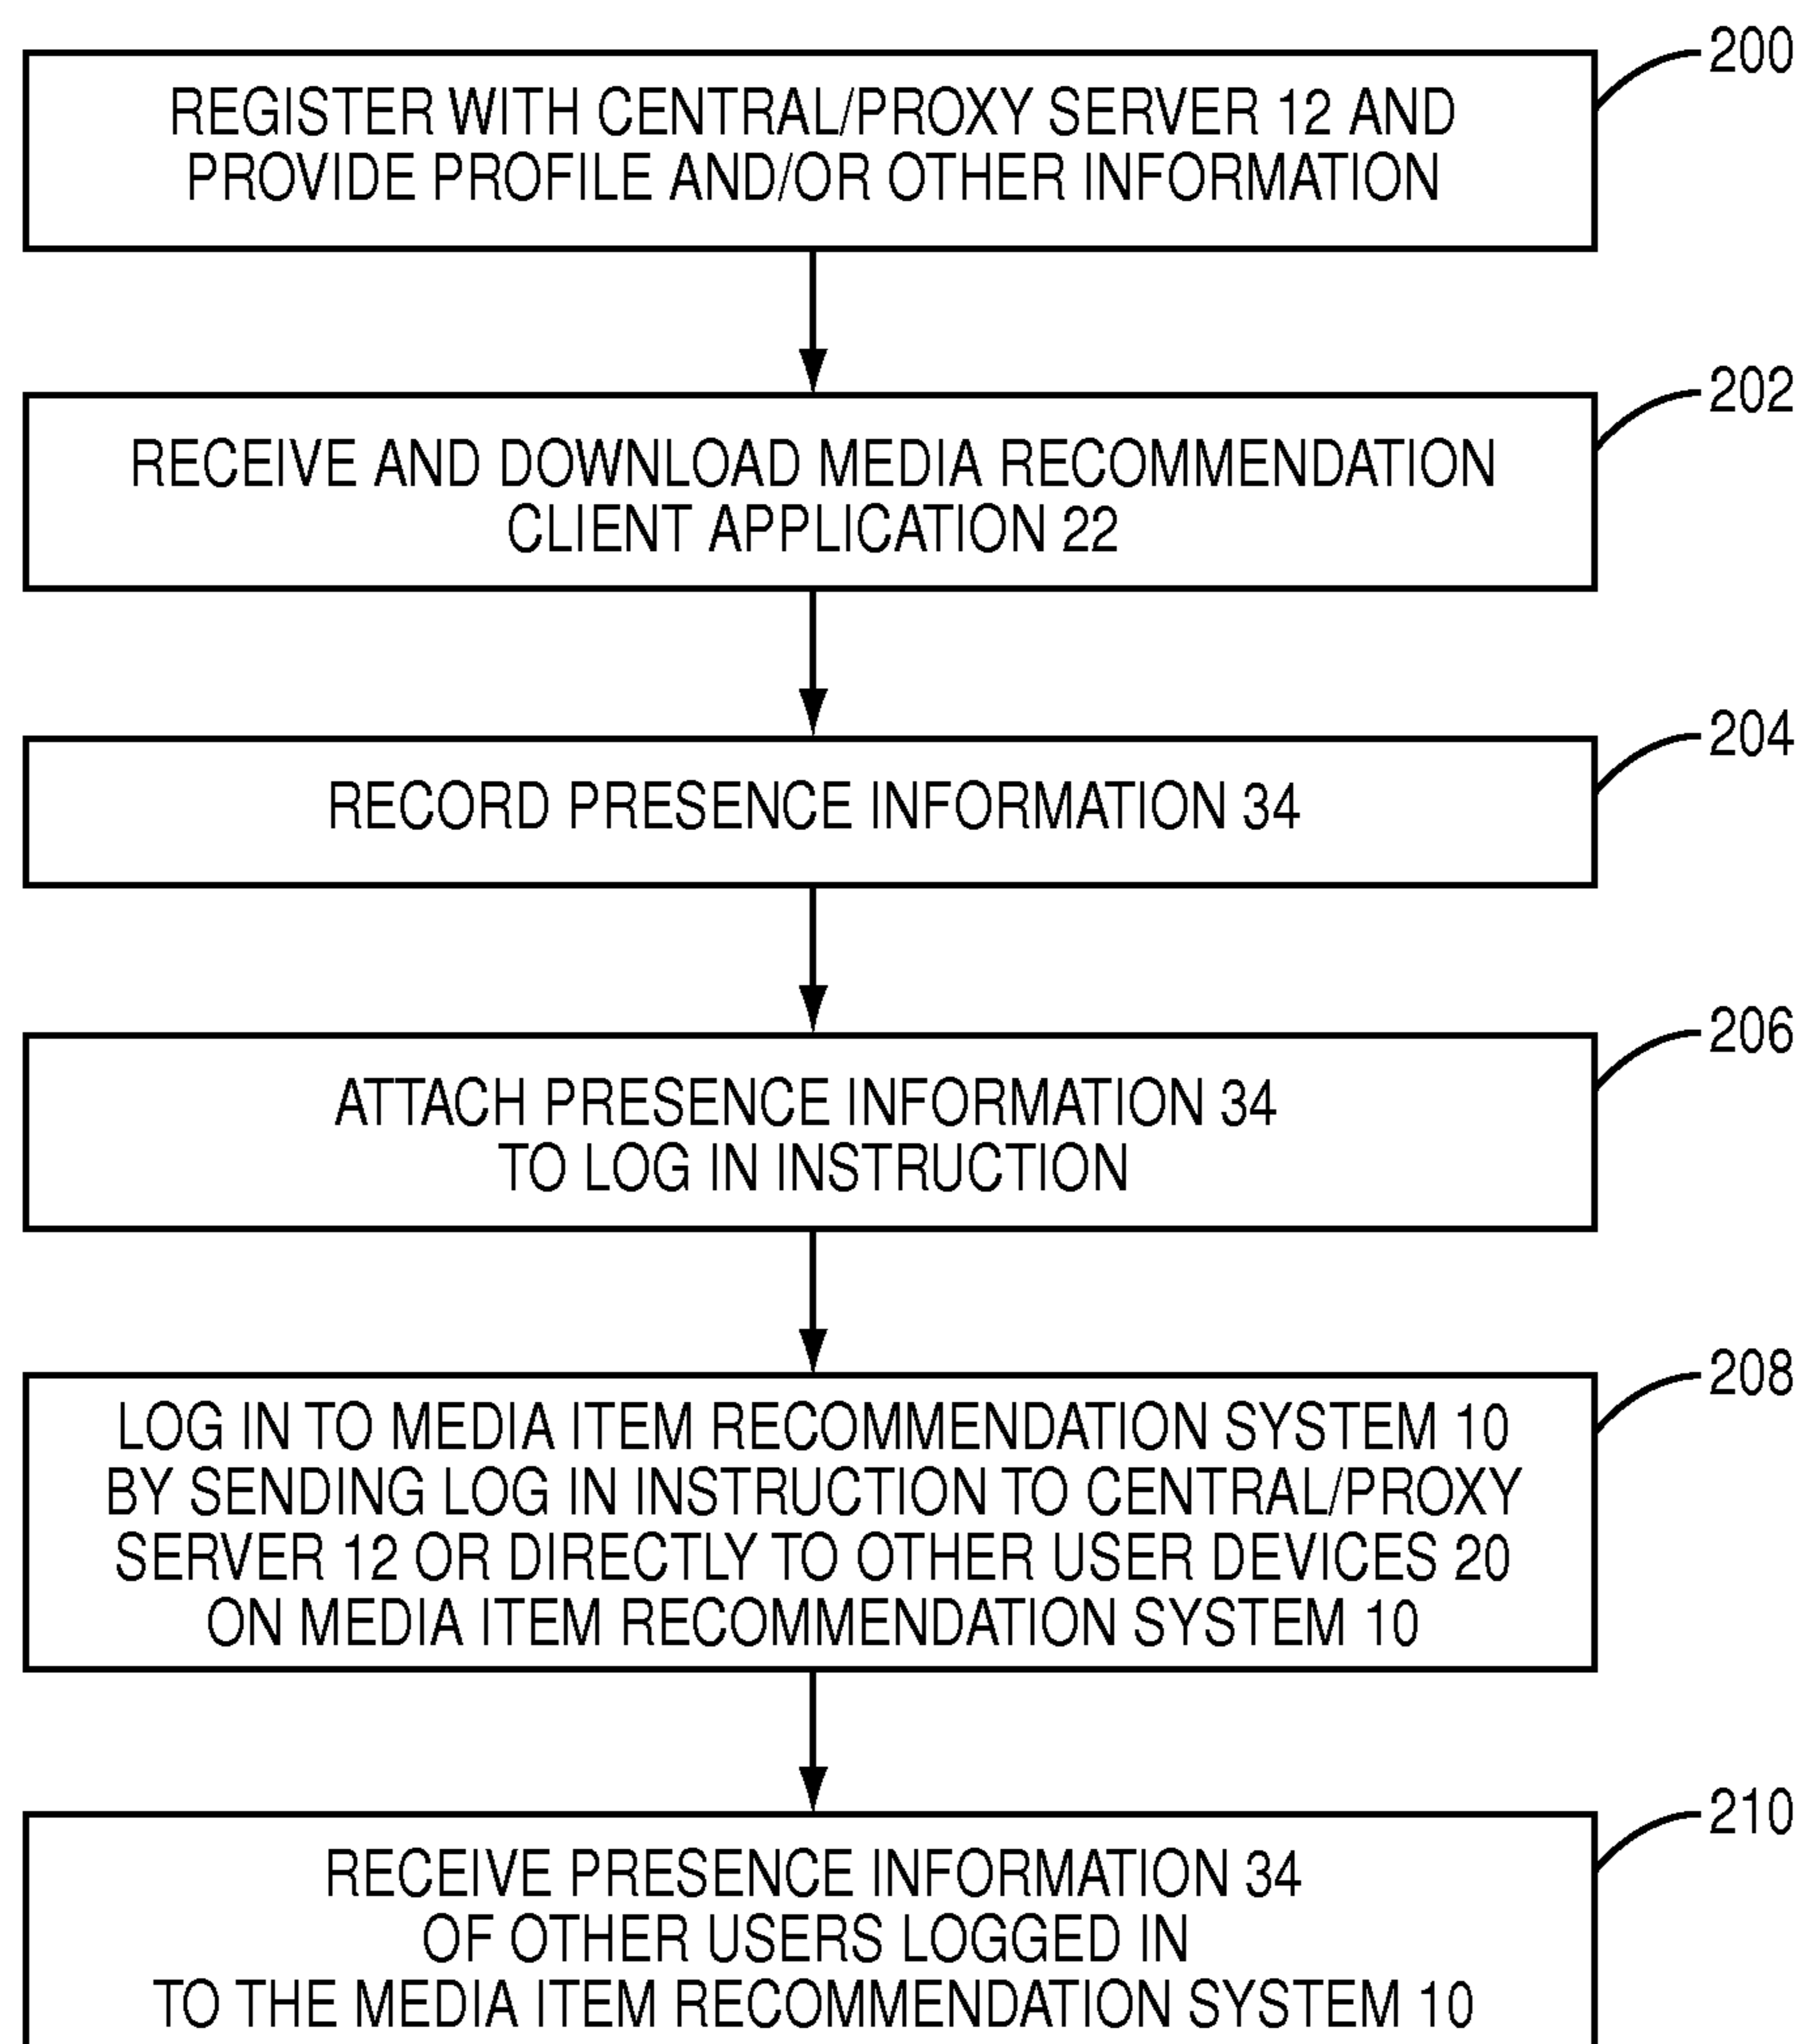 200
REGISTER WITH CENTRAL/PROXY SERVER 12 AND
PROVIDE PROFILE AND/OR OTHER INFORMATION
202
RECEIVE AND DOWNLOAD MEDIA RECOMMENDATION
CLIENT APPLICATION 22
204
RECORD PRESENCE INFORMATION 34
206
ATTACH PRESENCE INFORMATION 34
TO LOG IN INSTRUCTION
208
LOG IN TO MEDIA ITEM RECOMMENDATION SYSTEM 10
BY SENDING LOG IN INSTRUCTION TO CENTRAL/PROXY
SERVER 12 OR DIRECTLY TO OTHER USER DEVICES 20
ON MEDIA ITEM RECOMMENDATION SYSTEM 10
210
RECEIVE PRESENCE INFORMATION 34
OF OTHER USERS LOGGED IN
TO THE MEDIA ITEM RECOMMENDATION SYSTEM 10